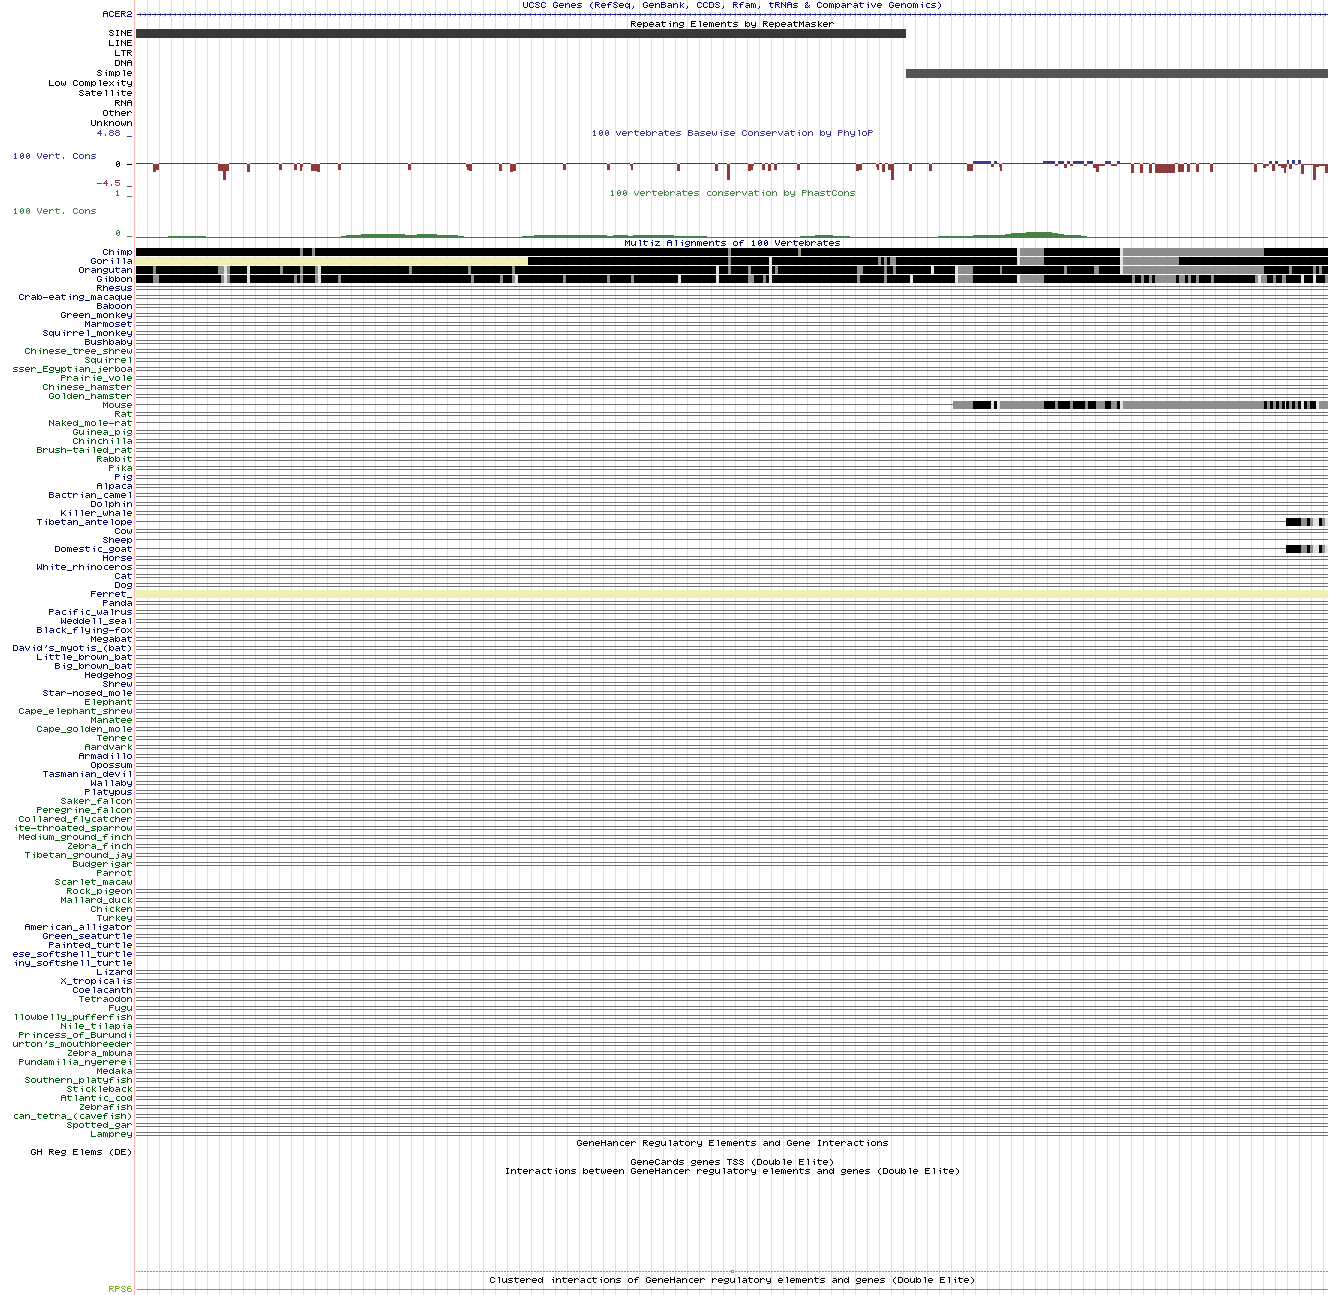 UCSC Genes (RefSeq, GenBank, CCDS, Rfam, tRNAs & Comparative Genomics)
ACER2
Repeating Elements by RepeatMasker
SINE
LINE
LTR
DNA
Simple
Low Complexity
Satellite
RNA
Other
Unknown
4.88 _
100 vertebrates Basewise Conservation by PhyloP
100 Vert. Cons
0 _
-4.5 _
1 _
100 vertebrates conservation by PhastCons
100 Vert. Cons
0 _
Multiz Alignments of 100 Vertebrates
Chimp
Gorilla
Orangutan
Gibbon
Rhesus
Crab-eating_macaque
Baboon
Green_monkey
Marmoset
Squirrel_monkey
Bushbaby
Chinese_tree_shrew
Squirrel
sser_Egyptian_jerboa
Prairie_vole
Chinese_hamster
Golden_hamster
Mouse
Rat
Naked_mole-rat
Guinea_pig
Chinchilla
Brush-tailed_rat
Rabbit
Pika
Pig
Alpaca
Bactrian_camel
Dolphin
Killer_whale
Tibetan_antelope
Cow
Sheep
Domestic_goat
Horse
White_rhinoceros
Cat
Dog
Ferret_
Panda
Pacific_walrus
Weddell_seal
Black_flying-fox
Megabat
David's_myotis_(bat)
Little_brown_bat
Big_brown_bat
Hedgehog
Shrew
Star-nosed_mole
Elephant
Cape_elephant_shrew
Manatee
Cape_golden_mole
Tenrec
Aardvark
Armadillo
Opossum
Tasmanian_devil
Wallaby
Platypus
Saker_falcon
Peregrine_falcon
Collared_flycatcher
ite-throated_sparrow
Medium_ground_finch
Zebra_finch
Tibetan_ground_jay
Budgerigar
Parrot
Scarlet_macaw
Rock_pigeon
Mallard_duck
Chicken
Turkey
American_alligator
Green_seaturtle
Painted_turtle
ese_softshell_turtle
iny_softshell_turtle
Lizard
X_tropicalis
Coelacanth
Tetraodon
Fugu
llowbelly_pufferfish
Nile_tilapia
Princess_of_Burundi
urton's_mouthbreeder
Zebra_mbuna
Pundamilia_nyererei
Medaka
Southern_platyfish
Stickleback
Atlantic_cod
Zebrafish
can_tetra_(cavefish)
Spotted_gar
Lamprey
GeneHancer Regulatory Elements and Gene Interactions
GH Reg Elems (DE)
GeneCards genes TSS (Double Elite)
Interactions between GeneHancer regulatory elements and genes (Double Elite)
Clustered interactions of GeneHancer regulatory elements and genes (Double Elite)
RPS6